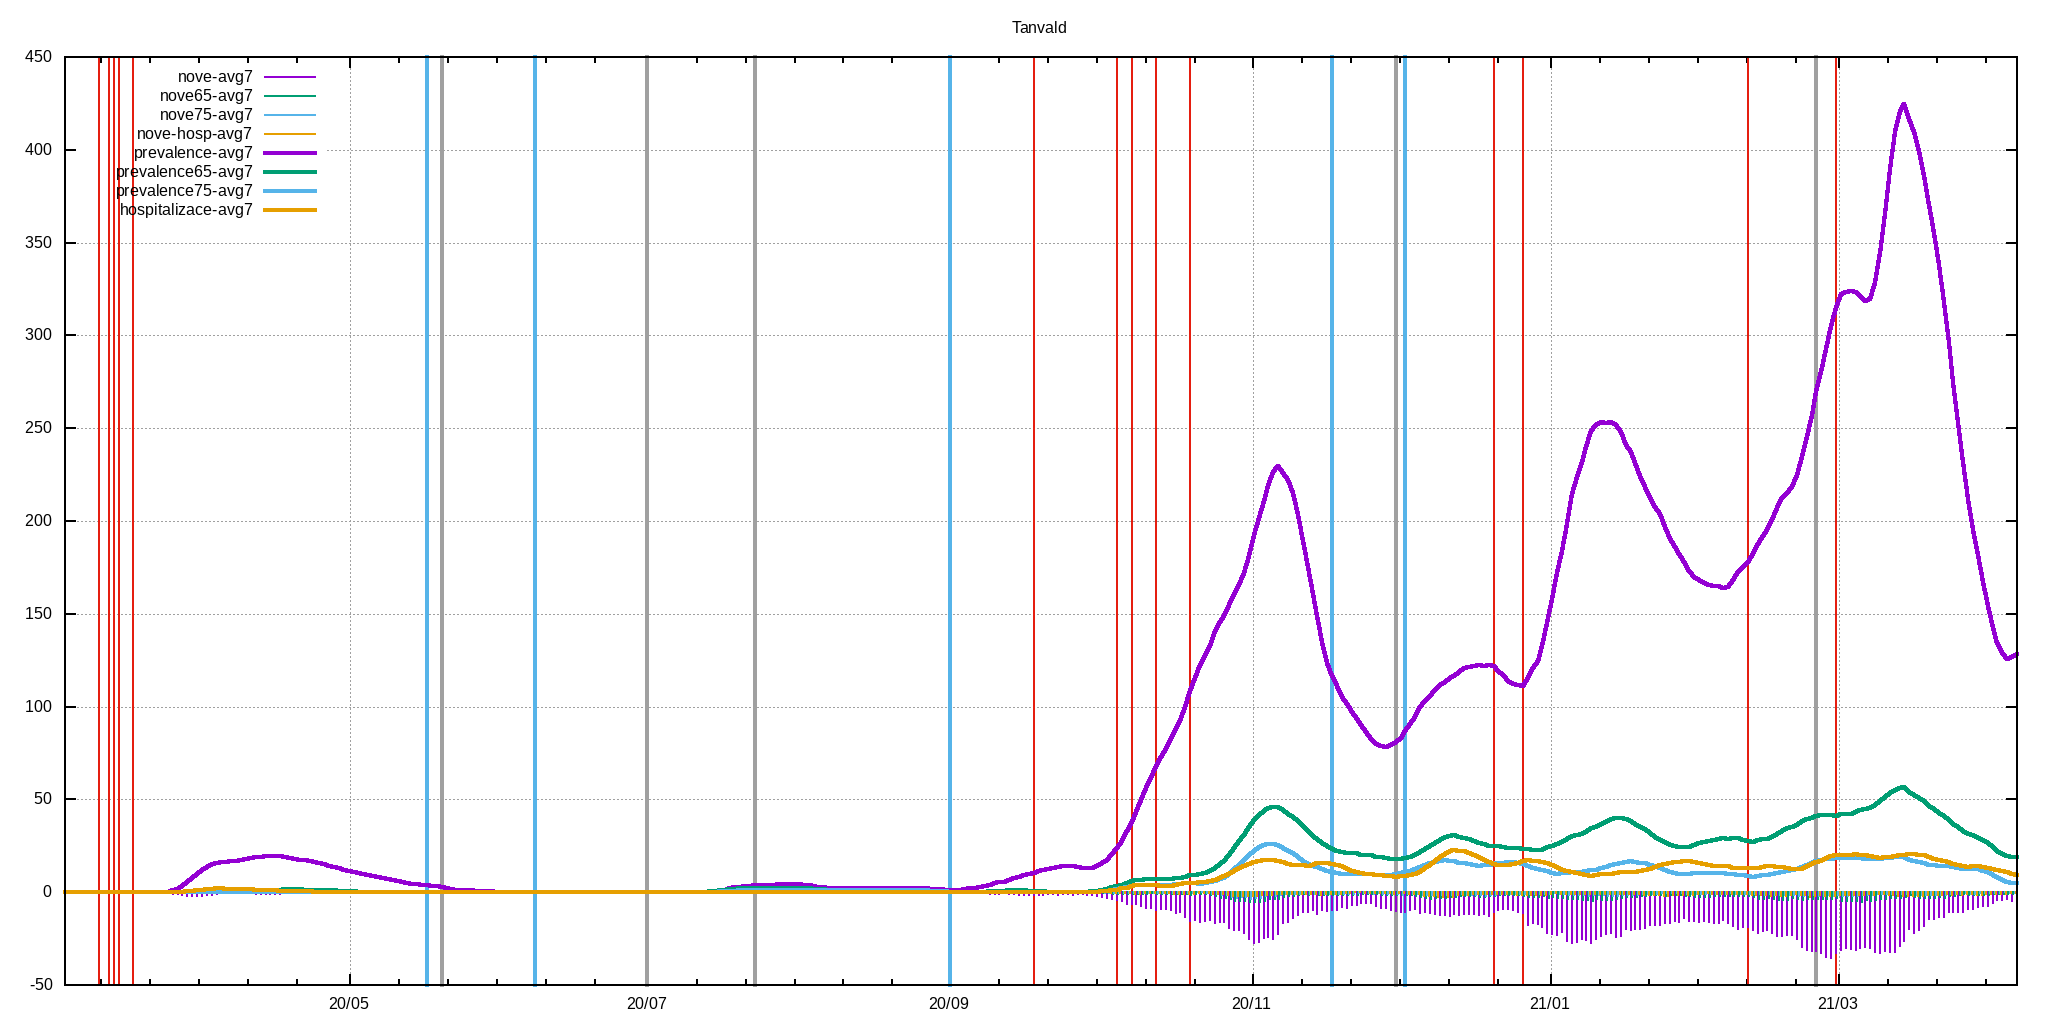 Tanvald
450
400
350
300
250
200
150
100
50
0
-50
nove-avg7
nove65-avg7
nove75-avg7
nove-hosp-avg7
prevalence-avg7
prevalence65-avg7
prevalence75-avg7
hospitalizace-avg7
20/05 20/07 20/09 20/11 21/01 21/03